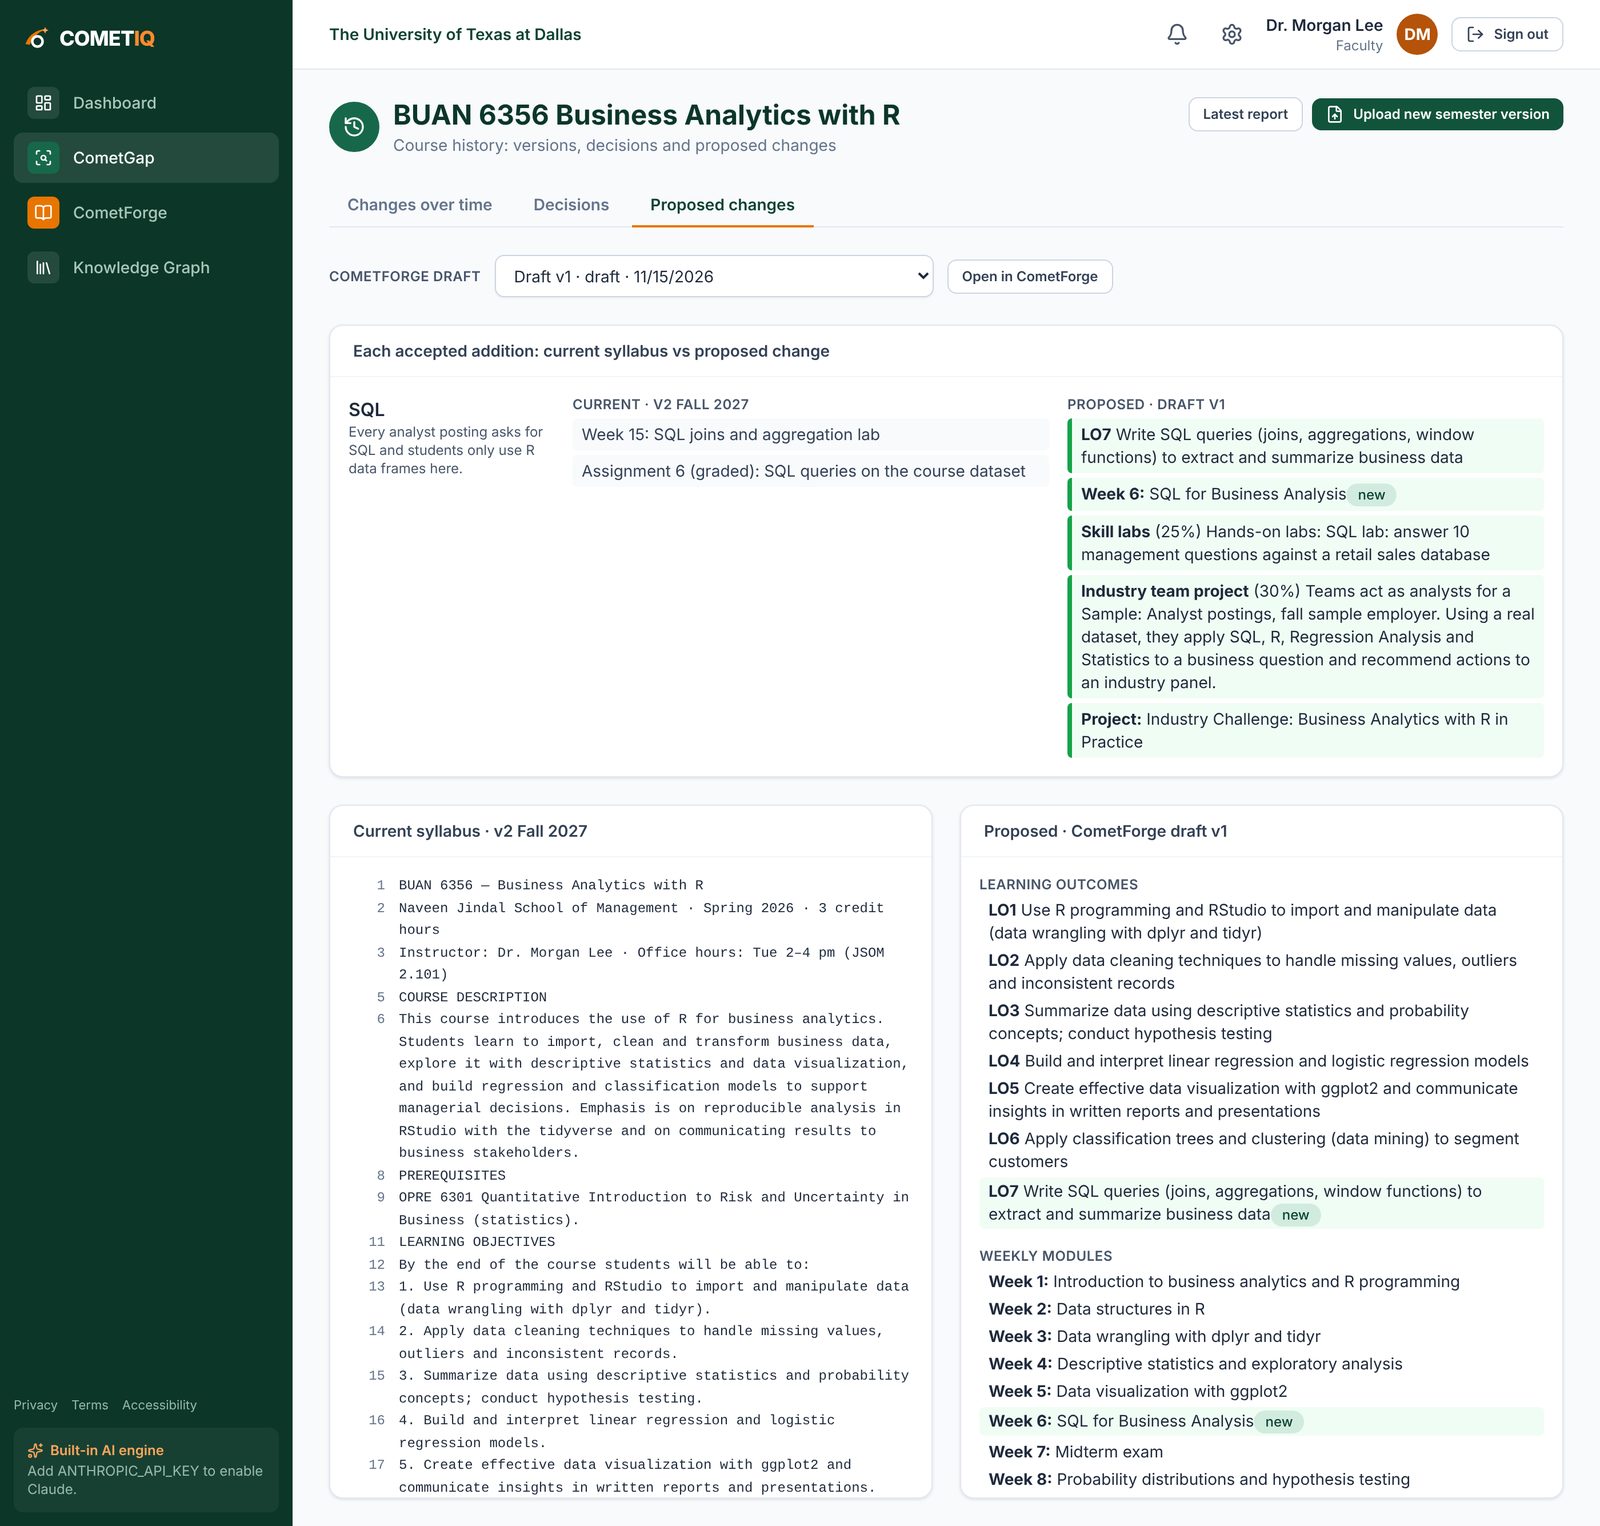 COMETIQ
Dashboard
CometGap
CometForge
Knowledge Graph
Privacy Terms Accessibility
Built-in AI engine
Add ANTHROPIC_API_KEY to enable
Claude.
The University of Texas at Dallas
Dr. Morgan Lee
Faculty
DM
Sign out
BUAN 6356 Business Analytics with R
Course history: versions, decisions and proposed changes
Latest report
Upload new semester version
Changes over time
Decisions
Proposed changes
COMETFORGE DRAFT
Draft v1 · draft · 11/15/2026
Open in CometForge
Each accepted addition: current syllabus vs proposed change
SQL
Every analyst posting asks for
SQL and students only use R
data frames here.
CURRENT · V2 FALL 2027
Week 15: SQL joins and aggregation lab
Assignment 6 (graded): SQL queries on the course dataset
PROPOSED · DRAFT V1
LO7 Write SQL queries (joins, aggregations, window
functions) to extract and summarize business data
Week 6: SQL for Business Analysis new
Skill labs (25%) Hands-on labs: SQL lab: answer 10
management questions against a retail sales database
Industry team project (30%) Teams act as analysts for a
Sample: Analyst postings, fall sample employer. Using a real
dataset, they apply SQL, R, Regression Analysis and
Statistics to a business question and recommend actions to
an industry panel.
Project: Industry Challenge: Business Analytics with R in
Practice
Current syllabus · v2 Fall 2027
1 BUAN 6356 — Business Analytics with R
2 Naveen Jindal School of Management · Spring 2026 · 3 credit
hours
3 Instructor: Dr. Morgan Lee · Office hours: Tue 2–4 pm (JSOM
2.101)
5 COURSE DESCRIPTION
6 This course introduces the use of R for business analytics.
Students learn to import, clean and transform business data,
explore it with descriptive statistics and data visualization,
and build regression and classification models to support
managerial decisions. Emphasis is on reproducible analysis in
RStudio with the tidyverse and on communicating results to
business stakeholders.
8 PREREQUISITES
9 OPRE 6301 Quantitative Introduction to Risk and Uncertainty in
Business (statistics).
11 LEARNING OBJECTIVES
12 By the end of the course students will be able to:
13 1. Use R programming and RStudio to import and manipulate data
(data wrangling with dplyr and tidyr).
14 2. Apply data cleaning techniques to handle missing values,
outliers and inconsistent records.
15 3. Summarize data using descriptive statistics and probability
concepts; conduct hypothesis testing.
16 4. Build and interpret linear regression and logistic
regression models.
17 5. Create effective data visualization with ggplot2 and
communicate insights in written reports and presentations.
Proposed · CometForge draft v1
LEARNING OUTCOMES
LO1 Use R programming and RStudio to import and manipulate data
(data wrangling with dplyr and tidyr)
LO2 Apply data cleaning techniques to handle missing values, outliers
and inconsistent records
LO3 Summarize data using descriptive statistics and probability
concepts; conduct hypothesis testing
LO4 Build and interpret linear regression and logistic regression models
LO5 Create effective data visualization with ggplot2 and communicate
insights in written reports and presentations
LO6 Apply classification trees and clustering (data mining) to segment
customers
LO7 Write SQL queries (joins, aggregations, window functions) to
extract and summarize business data new
WEEKLY MODULES
Week 1: Introduction to business analytics and R programming
Week 2: Data structures in R
Week 3: Data wrangling with dplyr and tidyr
Week 4: Descriptive statistics and exploratory analysis
Week 5: Data visualization with ggplot2
Week 6: SQL for Business Analysis new
Week 7: Midterm exam
Week 8: Probability distributions and hypothesis testing